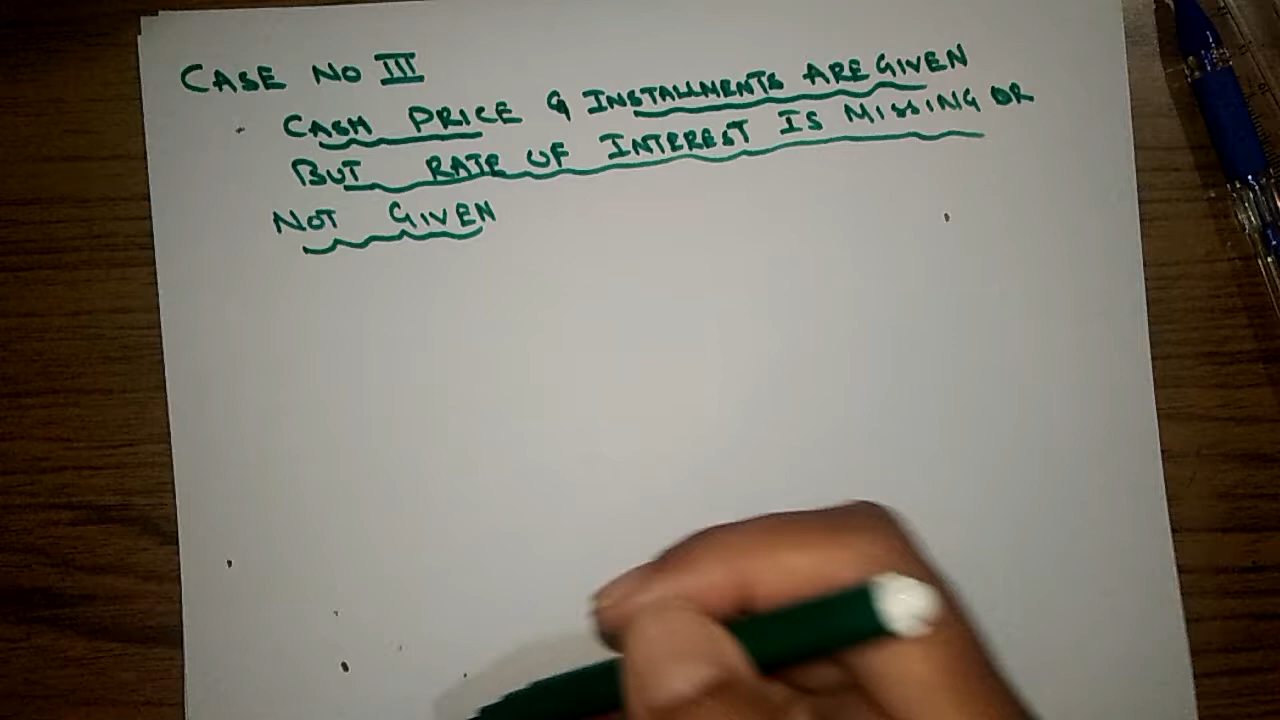 CASE NO III
CASH PRICE & INSTALLMENTS ARE GIVEN
BUT RATE OF INTEREST IS MISSING OR
NOT GIVEN